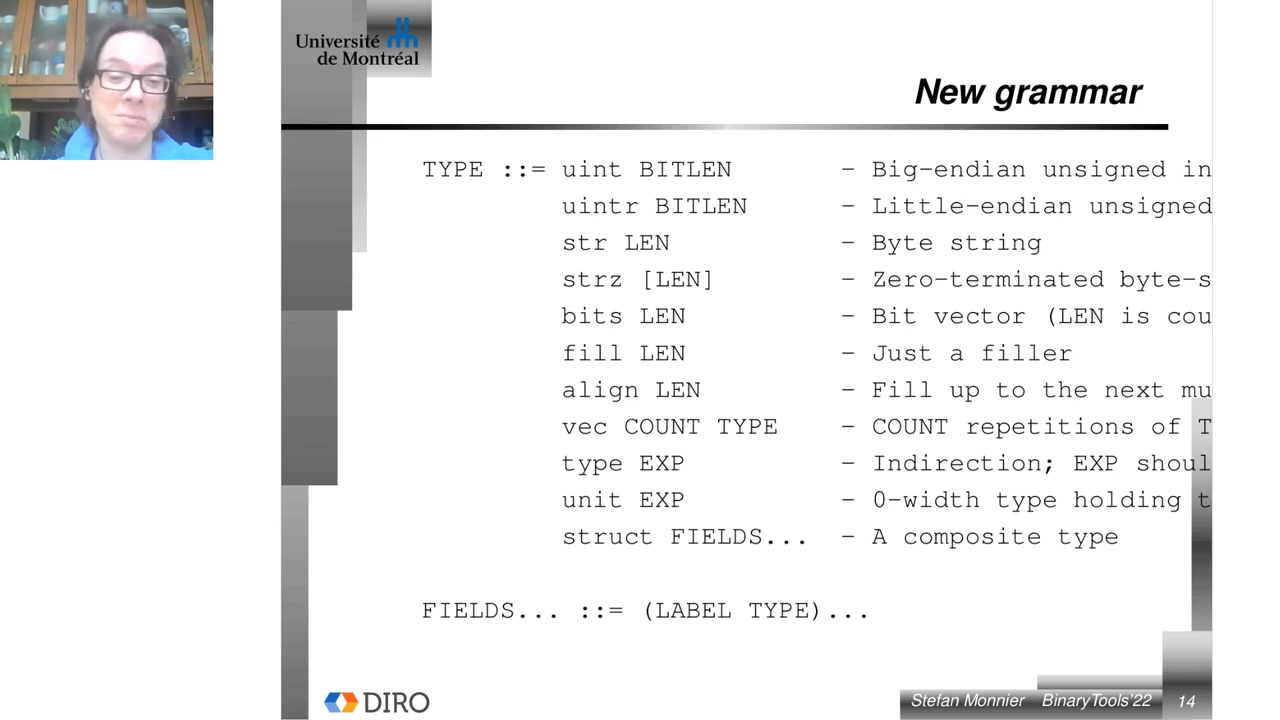 Université
de Montréal
New grammar
TYPE ::= uint BITLEN - Big-endian unsigned in
uintr BITLEN - Little-endian unsigned
str LEN - Byte string
strz [LEN] - Zero-terminated byte-s
bits LEN - Bit vector (LEN is cou
fill LEN - Just a filler
align LEN - Fill up to the next mu
vec COUNT TYPE - COUNT repetitions of T
type EXP - Indirection; EXP shoul
unit EXP - 0-width type holding t
struct FIELDS... - A composite type
FIELDS... ::= (LABEL TYPE)...
DIRO
Stefan Monnier BinaryTools'22 14